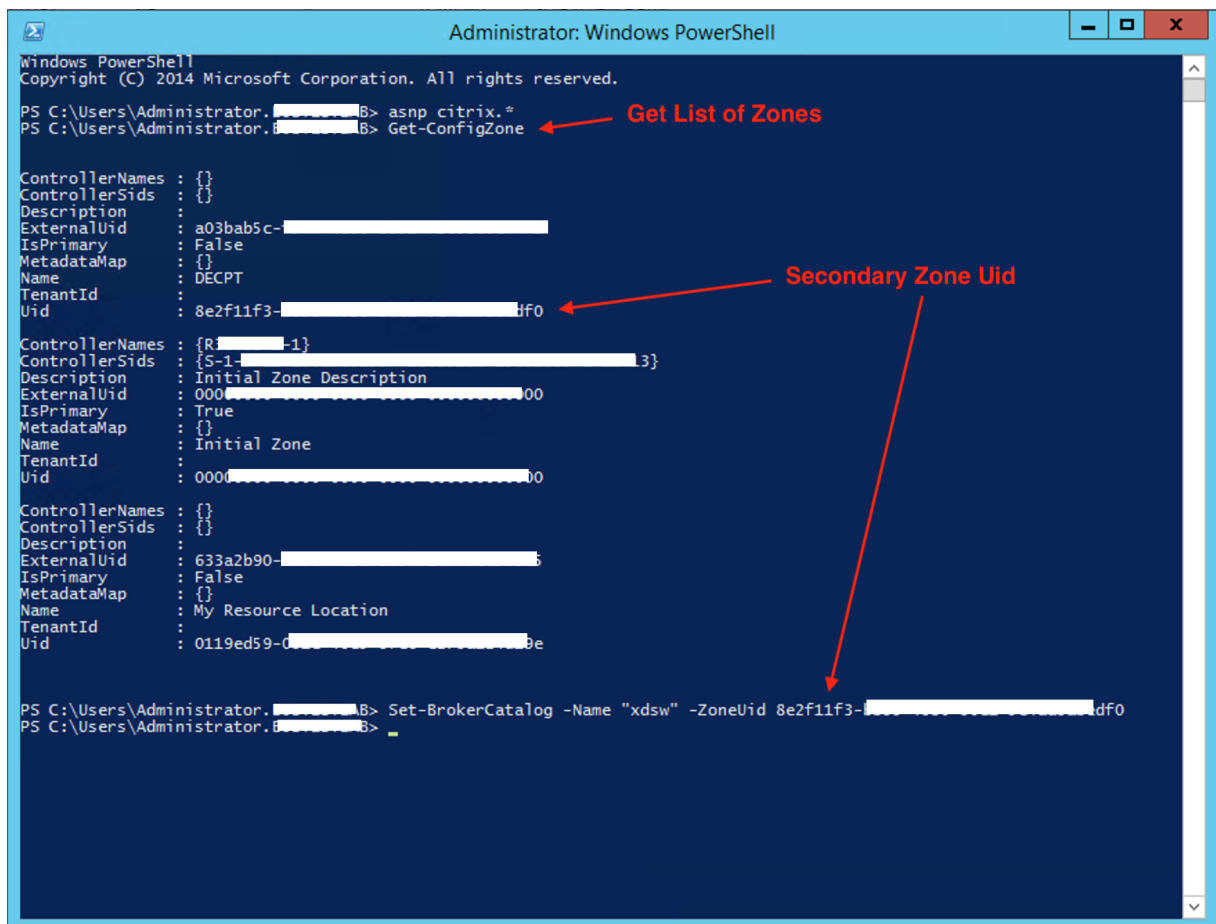 Administrator: Windows PowerShell
Windows PowerShell
Copyright (C) 2014 Microsoft Corporation. All rights reserved.
PS C:\Users\Administrator. B> asnp citrix.*
Get List of Zones
PS C:\Users\Administrator. B> Get-ConfigZone
ControllerNames : {}
ControllerSids : {}
Description :
ExternalUid : a03bab5c-
IsPrimary : False
MetadataMap : {}
Name : DECPT
TenantId :
Secondary Zone Uid
Uid : 8e2f11f3- df0
ControllerNames : {R -1}
ControllerSids : {S-1- 13}
Description : Initial Zone Description
ExternalUid : 000 00
IsPrimary : True
MetadataMap : {}
Name : Initial Zone
TenantId :
Uid : 000 00
ControllerNames : {}
ControllerSids : {}
Description :
ExternalUid : 633a2b90-
IsPrimary : False
MetadataMap : {}
Name : My Resource Location
TenantId :
Uid : 0119ed59- 9e
PS C:\Users\Administrator. B> Set-BrokerCatalog -Name "xdsw" -ZoneUid 8e2f11f3- df0
PS C:\Users\Administrator. B>